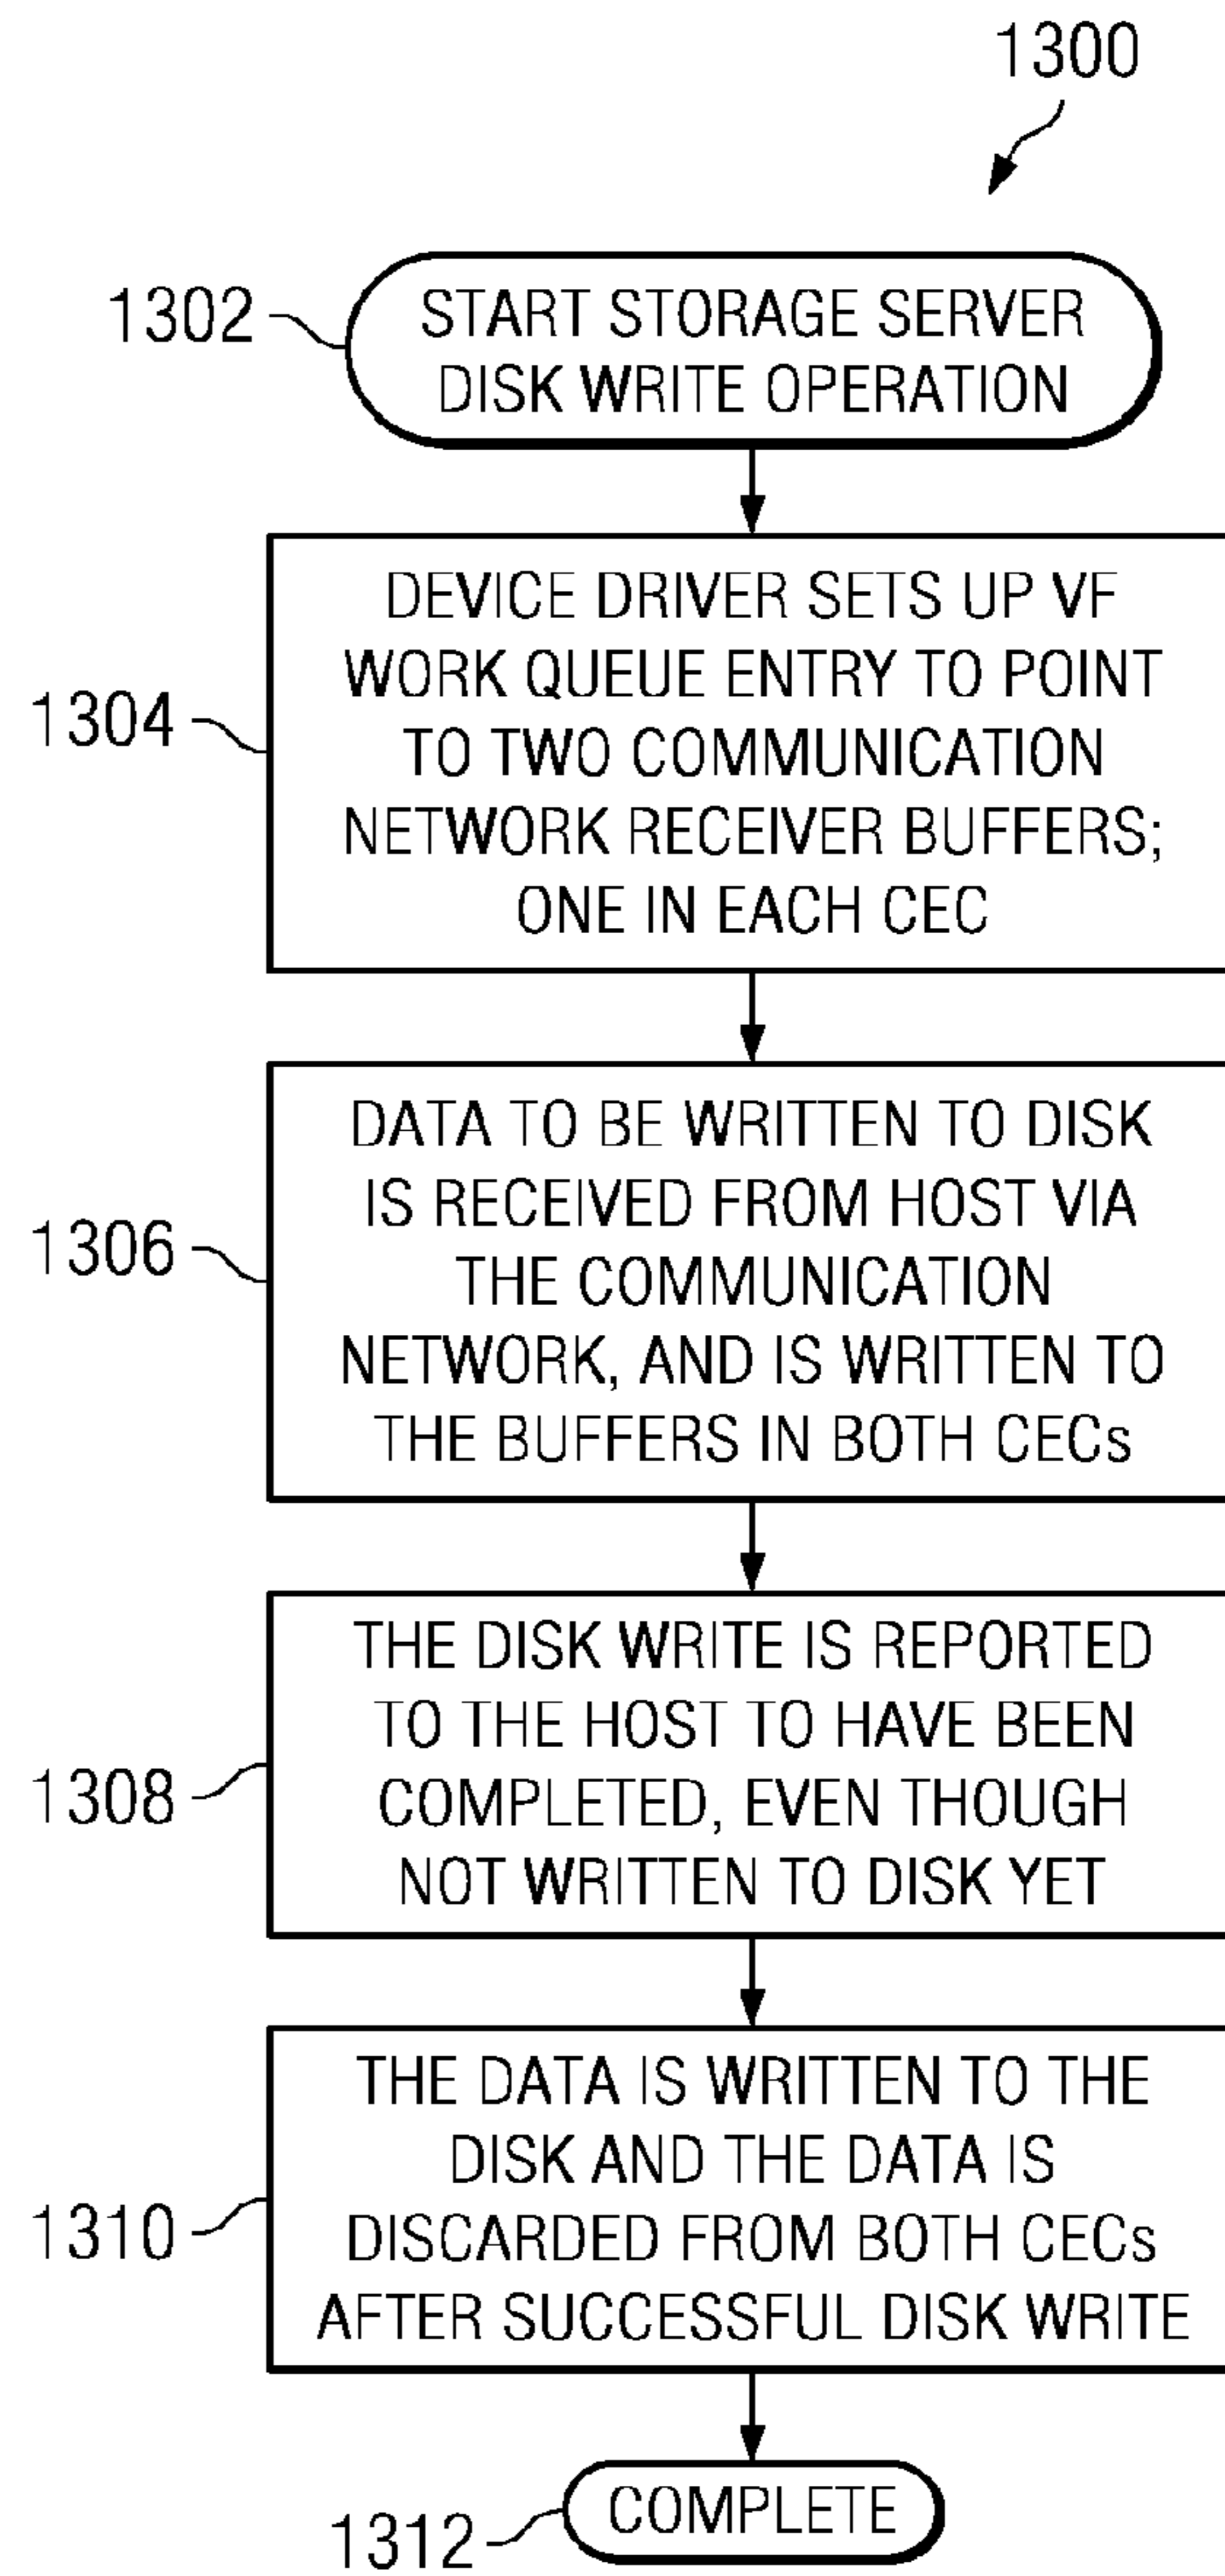 1300
1302
START STORAGE SERVER
DISK WRITE OPERATION
1304
DEVICE DRIVER SETS UP VF
WORK QUEUE ENTRY TO POINT
TO TWO COMMUNICATION
NETWORK RECEIVER BUFFERS;
ONE IN EACH CEC
1306
DATA TO BE WRITTEN TO DISK
IS RECEIVED FROM HOST VIA
THE COMMUNICATION
NETWORK, AND IS WRITTEN TO
THE BUFFERS IN BOTH CECs
1308
THE DISK WRITE IS REPORTED
TO THE HOST TO HAVE BEEN
COMPLETED, EVEN THOUGH
NOT WRITTEN TO DISK YET
1310
THE DATA IS WRITTEN TO THE
DISK AND THE DATA IS
DISCARDED FROM BOTH CECs
AFTER SUCCESSFUL DISK WRITE
1312
COMPLETE